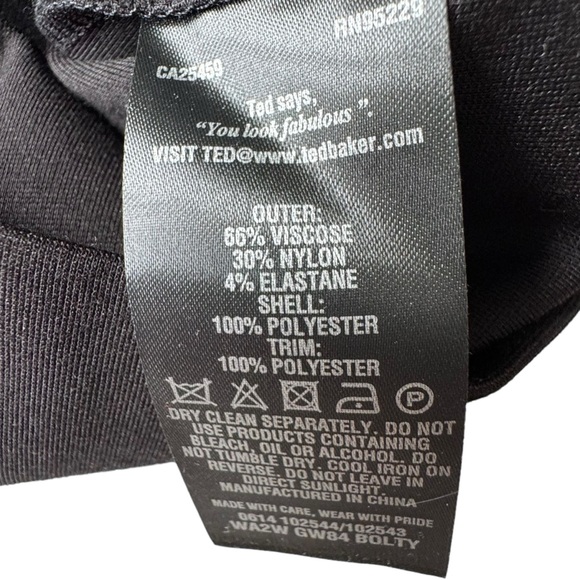 RN95229
CA25459
Ted says,
"You look fabulous".
VISIT TED@www.tedbaker.com
OUTER:
66% VISCOSE
30% NYLON
4% ELASTANE
SHELL:
100% POLYESTER
TRIM:
100% POLYESTER
P
DRY CLEAN SEPARATELY. DO NOT
USE PRODUCTS CONTAINING
BLEACH, OIL OR ALCOHOL. DO
NOT TUMBLE DRY. COOL IRON ON
REVERSE. DO NOT LEAVE IN
DIRECT SUNLIGHT.
MANUFACTURED IN CHINA
MADE WITH CARE, WEAR WITH PRIDE
0614 102544/102543
WA2W GW84 BOLTY